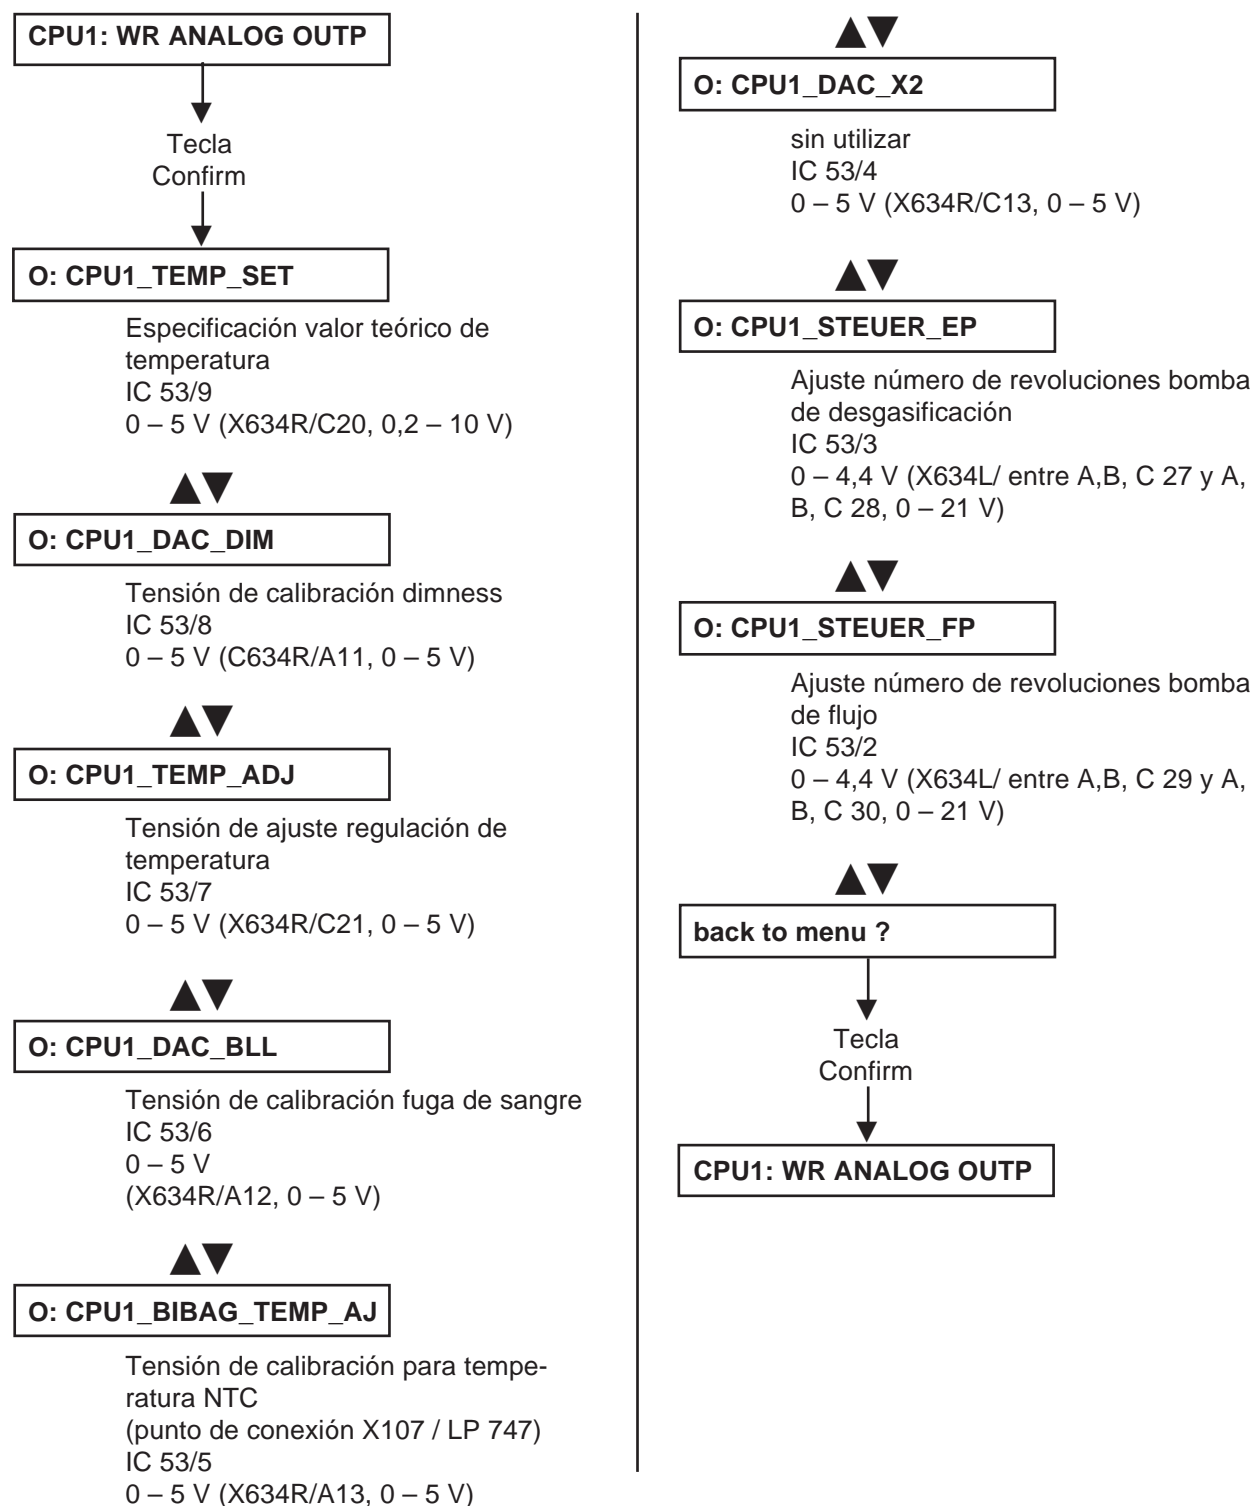 CPU1: WR ANALOG OUTP
Tecla
Confirm
O: CPU1_TEMP_SET
Especificación valor teórico de
temperatura
IC 53/9
0 – 5 V (X634R/C20, 0,2 – 10 V)
O: CPU1_DAC_DIM
Tensión de calibración dimness
IC 53/8
0 – 5 V (C634R/A11, 0 – 5 V)
O: CPU1_TEMP_ADJ
Tensión de ajuste regulación de
temperatura
IC 53/7
0 – 5 V (X634R/C21, 0 – 5 V)
O: CPU1_DAC_BLL
Tensión de calibración fuga de sangre
IC 53/6
0 – 5 V
(X634R/A12, 0 – 5 V)
O: CPU1_BIBAG_TEMP_AJ
Tensión de calibración para tempe-
ratura NTC
(punto de conexión X107 / LP 747)
IC 53/5
0 – 5 V (X634R/A13, 0 – 5 V)
O: CPU1_DAC_X2
sin utilizar
IC 53/4
0 – 5 V (X634R/C13, 0 – 5 V)
O: CPU1_STEUER_EP
Ajuste número de revoluciones bomba
de desgasificación
IC 53/3
0 – 4,4 V (X634L/ entre A,B, C 27 y A,
B, C 28, 0 – 21 V)
O: CPU1_STEUER_FP
Ajuste número de revoluciones bomba
de flujo
IC 53/2
0 – 4,4 V (X634L/ entre A,B, C 29 y A,
B, C 30, 0 – 21 V)
back to menu ?
Tecla
Confirm
CPU1: WR ANALOG OUTP